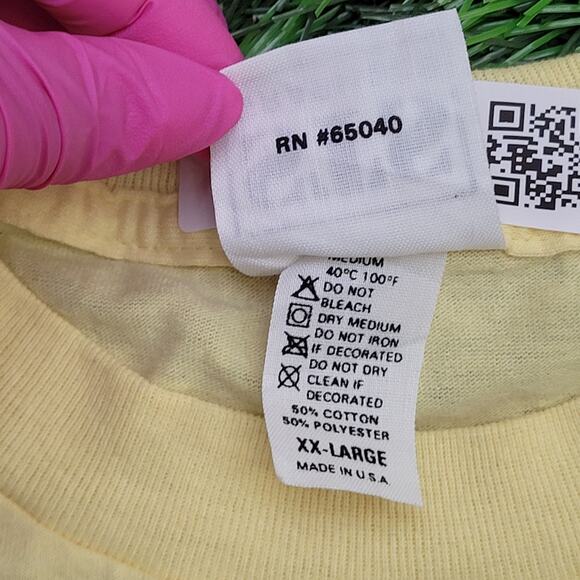 RN #65040
MEDIUM
40°C 100°F
DO NOT
BLEACH
DRY MEDIUM
DO NOT IRON
IF DECORATED
DO NOT DRY
CLEAN IF
DECORATED
50% COTTON
50% POLYESTER
XX-LARGE
MADE IN U.S.A.